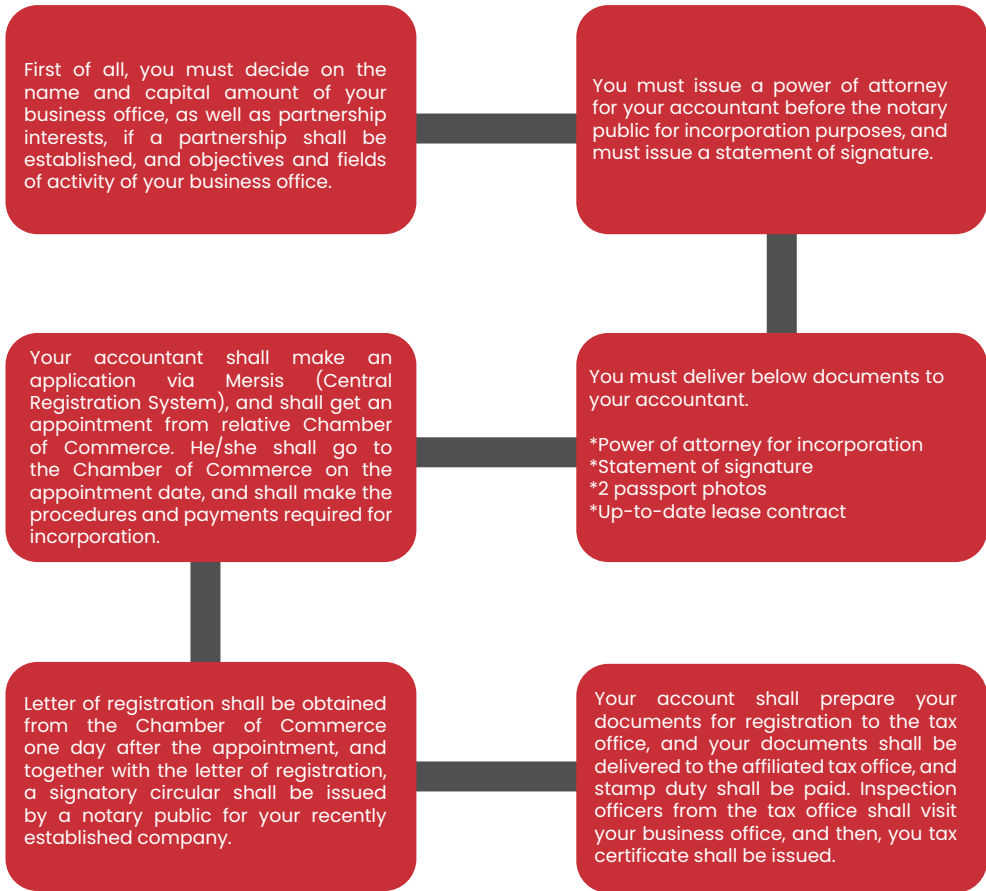 First of all, you must decide on the
name and capital amount of your
business office, as well as partnership
interests, if a partnership shall be
established, and objectives and fields
of activity of your business office.
You must issue a power of attorney
for your accountant before the notary
public for incorporation purposes, and
must issue a statement of signature.
You must deliver below documents to
your accountant.
*Power of attorney for incorporation
*Statement of signature
*2 passport photos
*Up-to-date lease contract
Your accountant shall make an
application via Mersis (Central
Registration System), and shall get an
appointment from relative Chamber
of Commerce. He/she shall go to
the Chamber of Commerce on the
appointment date, and shall make the
procedures and payments required for
incorporation.
Letter of registration shall be obtained
from the Chamber of Commerce
one day after the appointment, and
together with the letter of registration,
a signatory circular shall be issued
by a notary public for your recently
established company.
Your account shall prepare your
documents for registration to the tax
office, and your documents shall be
delivered to the affiliated tax office, and
stamp duty shall be paid. Inspection
officers from the tax office shall visit
your business office, and then, you tax
certificate shall be issued.